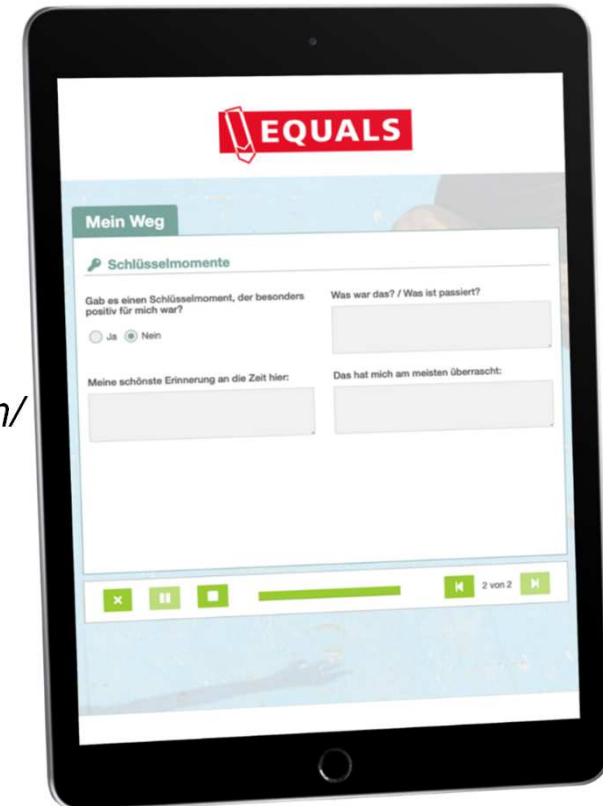 EQUALS
Mein Weg
Schlüsselmomente
Gab es einen Schlüsselmoment, der besonders
positiv für mich war?
Ja Nein
Was war das? / Was ist passiert?
Meine schönste Erinnerung an die Zeit hier:
Das hat mich am meisten überrascht:
2 von 2